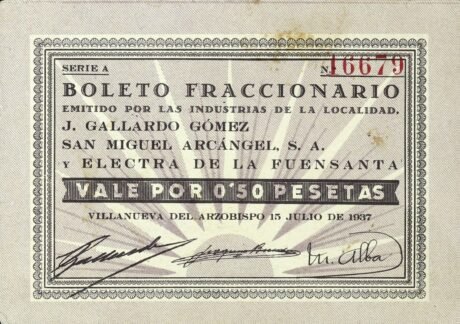 SERIE A
N. 16679
BOLETO FRACCIONARIO
EMITIDO POR LAS INDUSTRIAS DE LA LOCALIDAD.
J. GALLARDO GÓMEZ
SAN MIGUEL ARCÁNGEL, S. A.
Y ELECTRA DE LA FUENSANTA
VALE POR 0'50 PESETAS
VILLANUEVA DEL ARZOBISPO 15 JULIO DE 1937
M. Alba